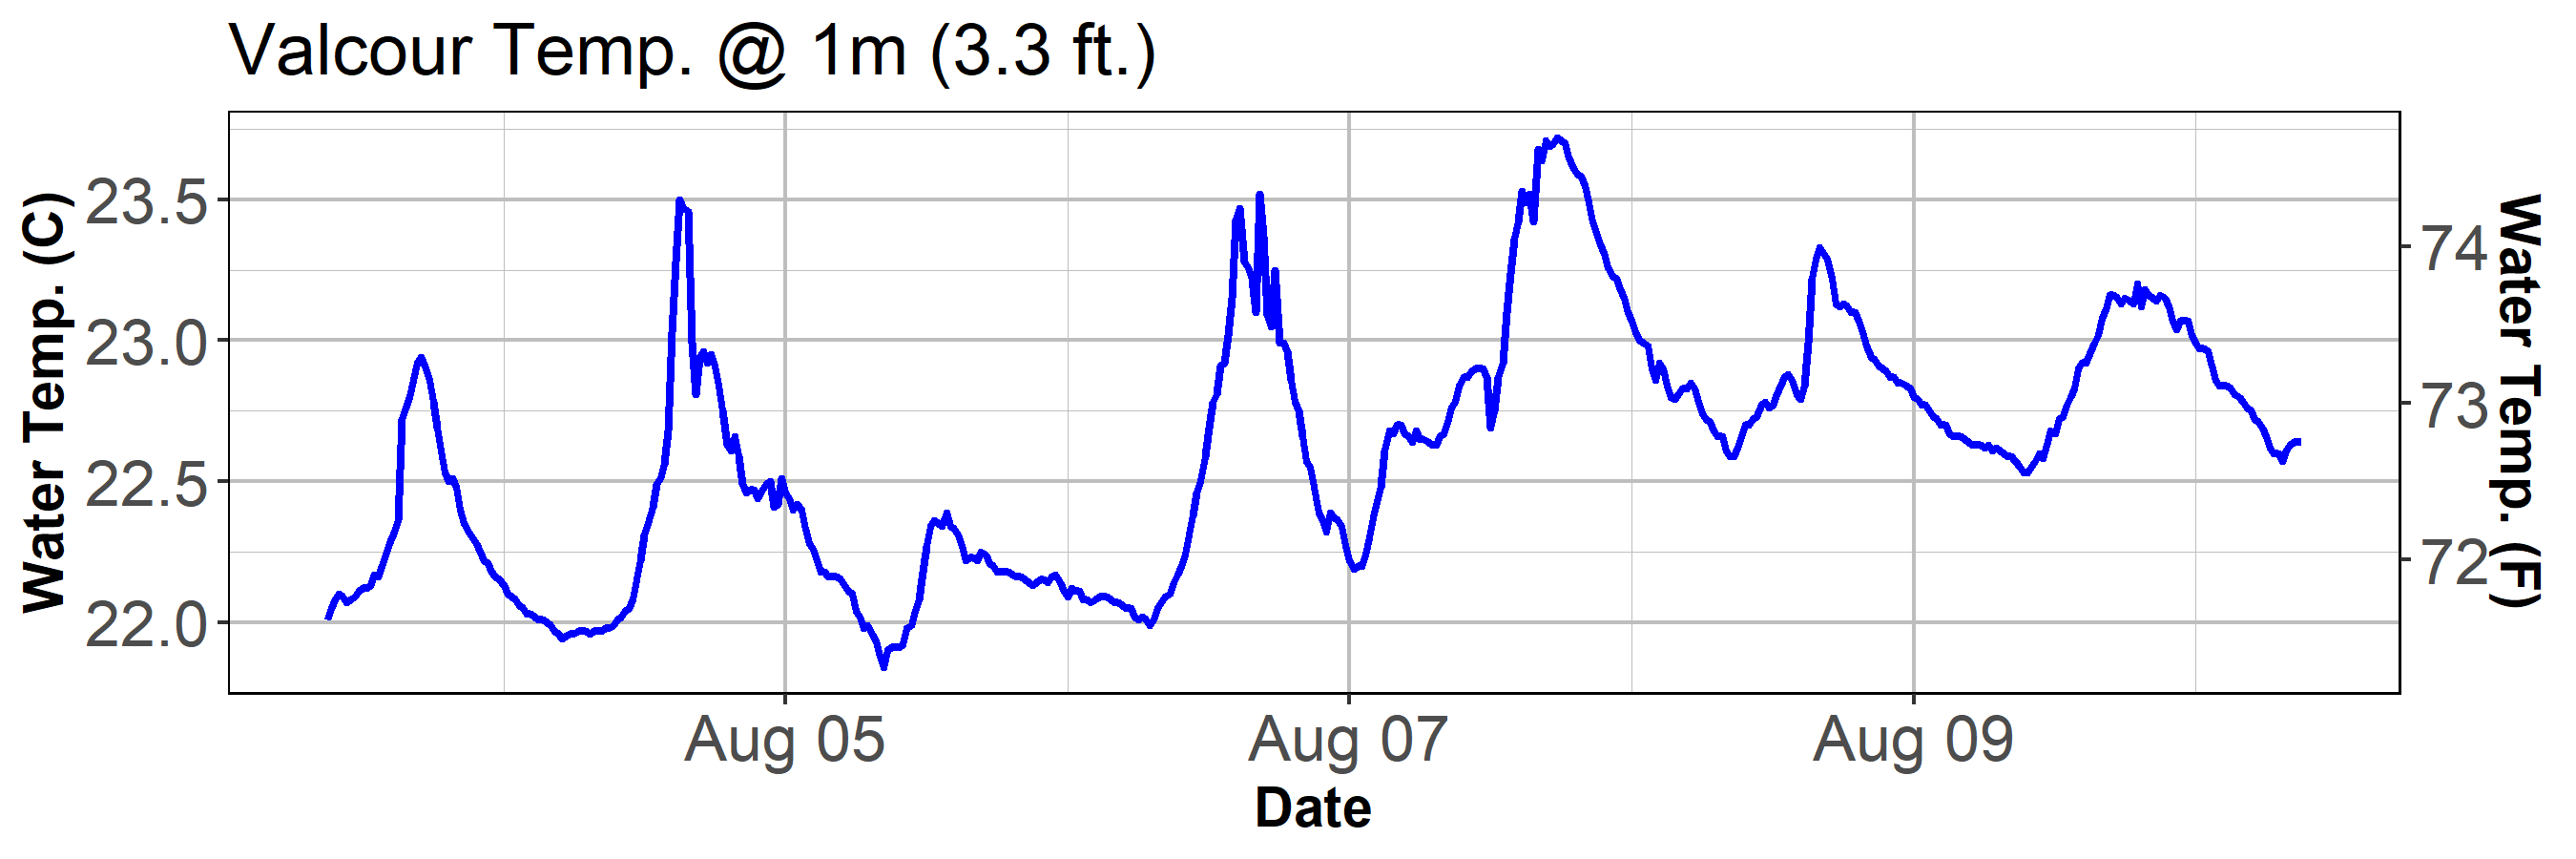 Valcour Temp. @ 1m (3.3 ft.)
Water Temp. (C)
23.5
23.0
22.5
22.0
74
73
72
Water Temp. (F)
Aug 05
Aug 07
Aug 09
Date